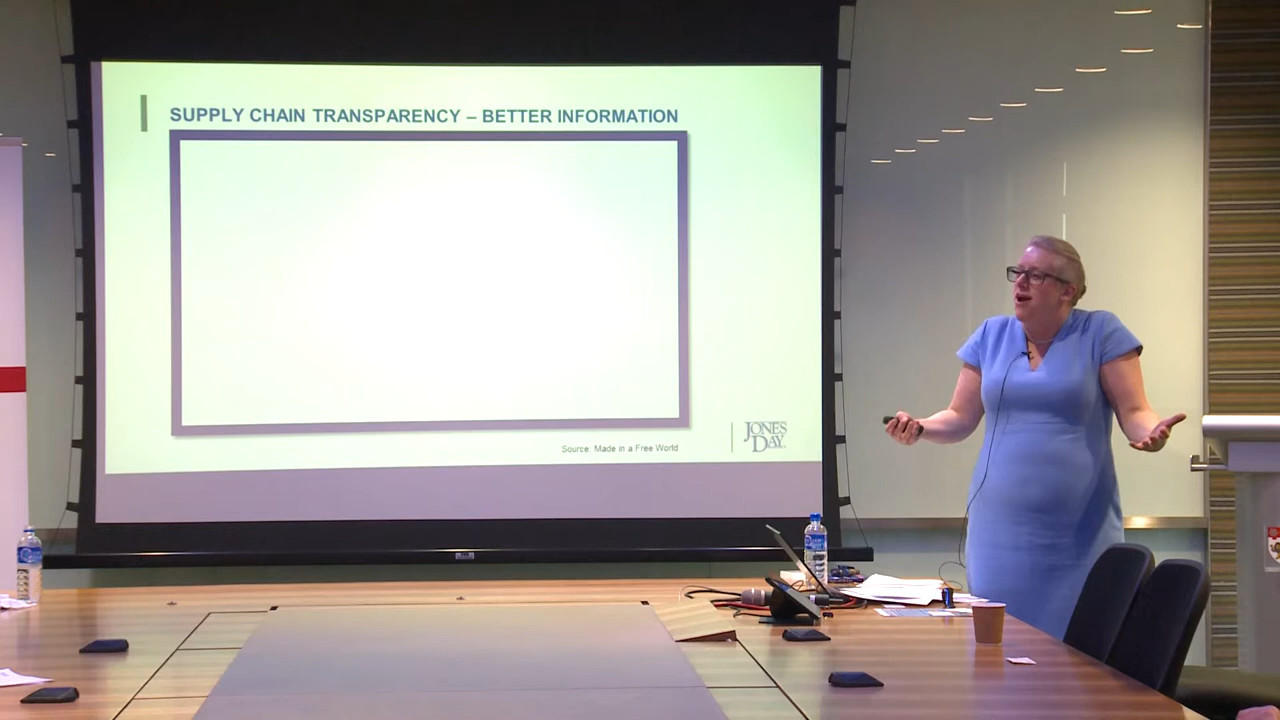 SUPPLY CHAIN TRANSPARENCY – BETTER INFORMATION
Source: Made in a Free World
JONES
DAY